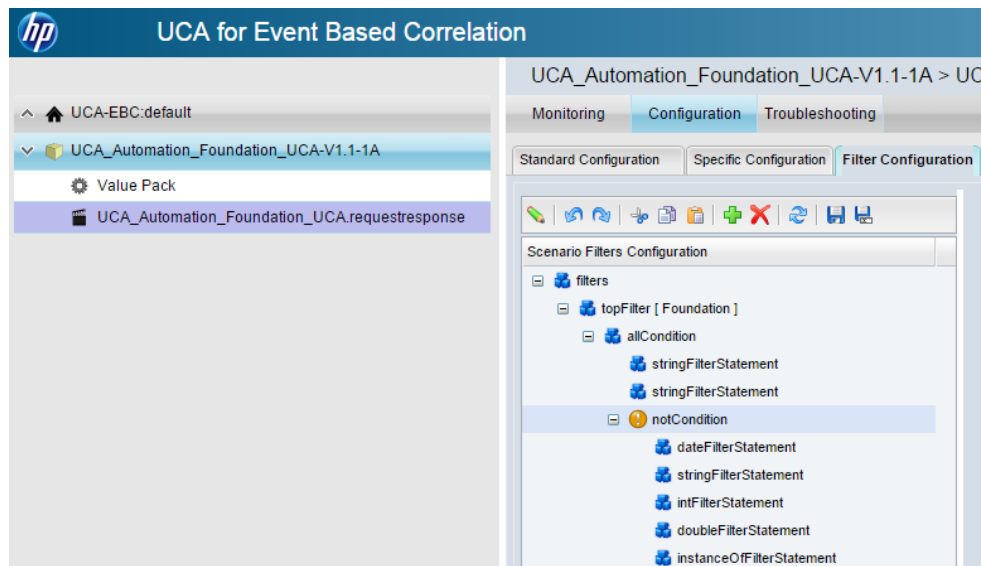 hp
UCA for Event Based Correlation
UCA_Automation_Foundation_UCA-V1.1-1A > UC
UCA-EBC:default
UCA_Automation_Foundation_UCA-V1.1-1A
Value Pack
UCA_Automation_Foundation_UCA.requestresponse
Monitoring Configuration Troubleshooting
Standard Configuration Specific Configuration Filter Configuration
Scenario Filters Configuration
filters
topFilter [ Foundation ]
allCondition
stringFilterStatement
stringFilterStatement
notCondition
dateFilterStatement
stringFilterStatement
intFilterStatement
doubleFilterStatement
instanceOfFilterStatement